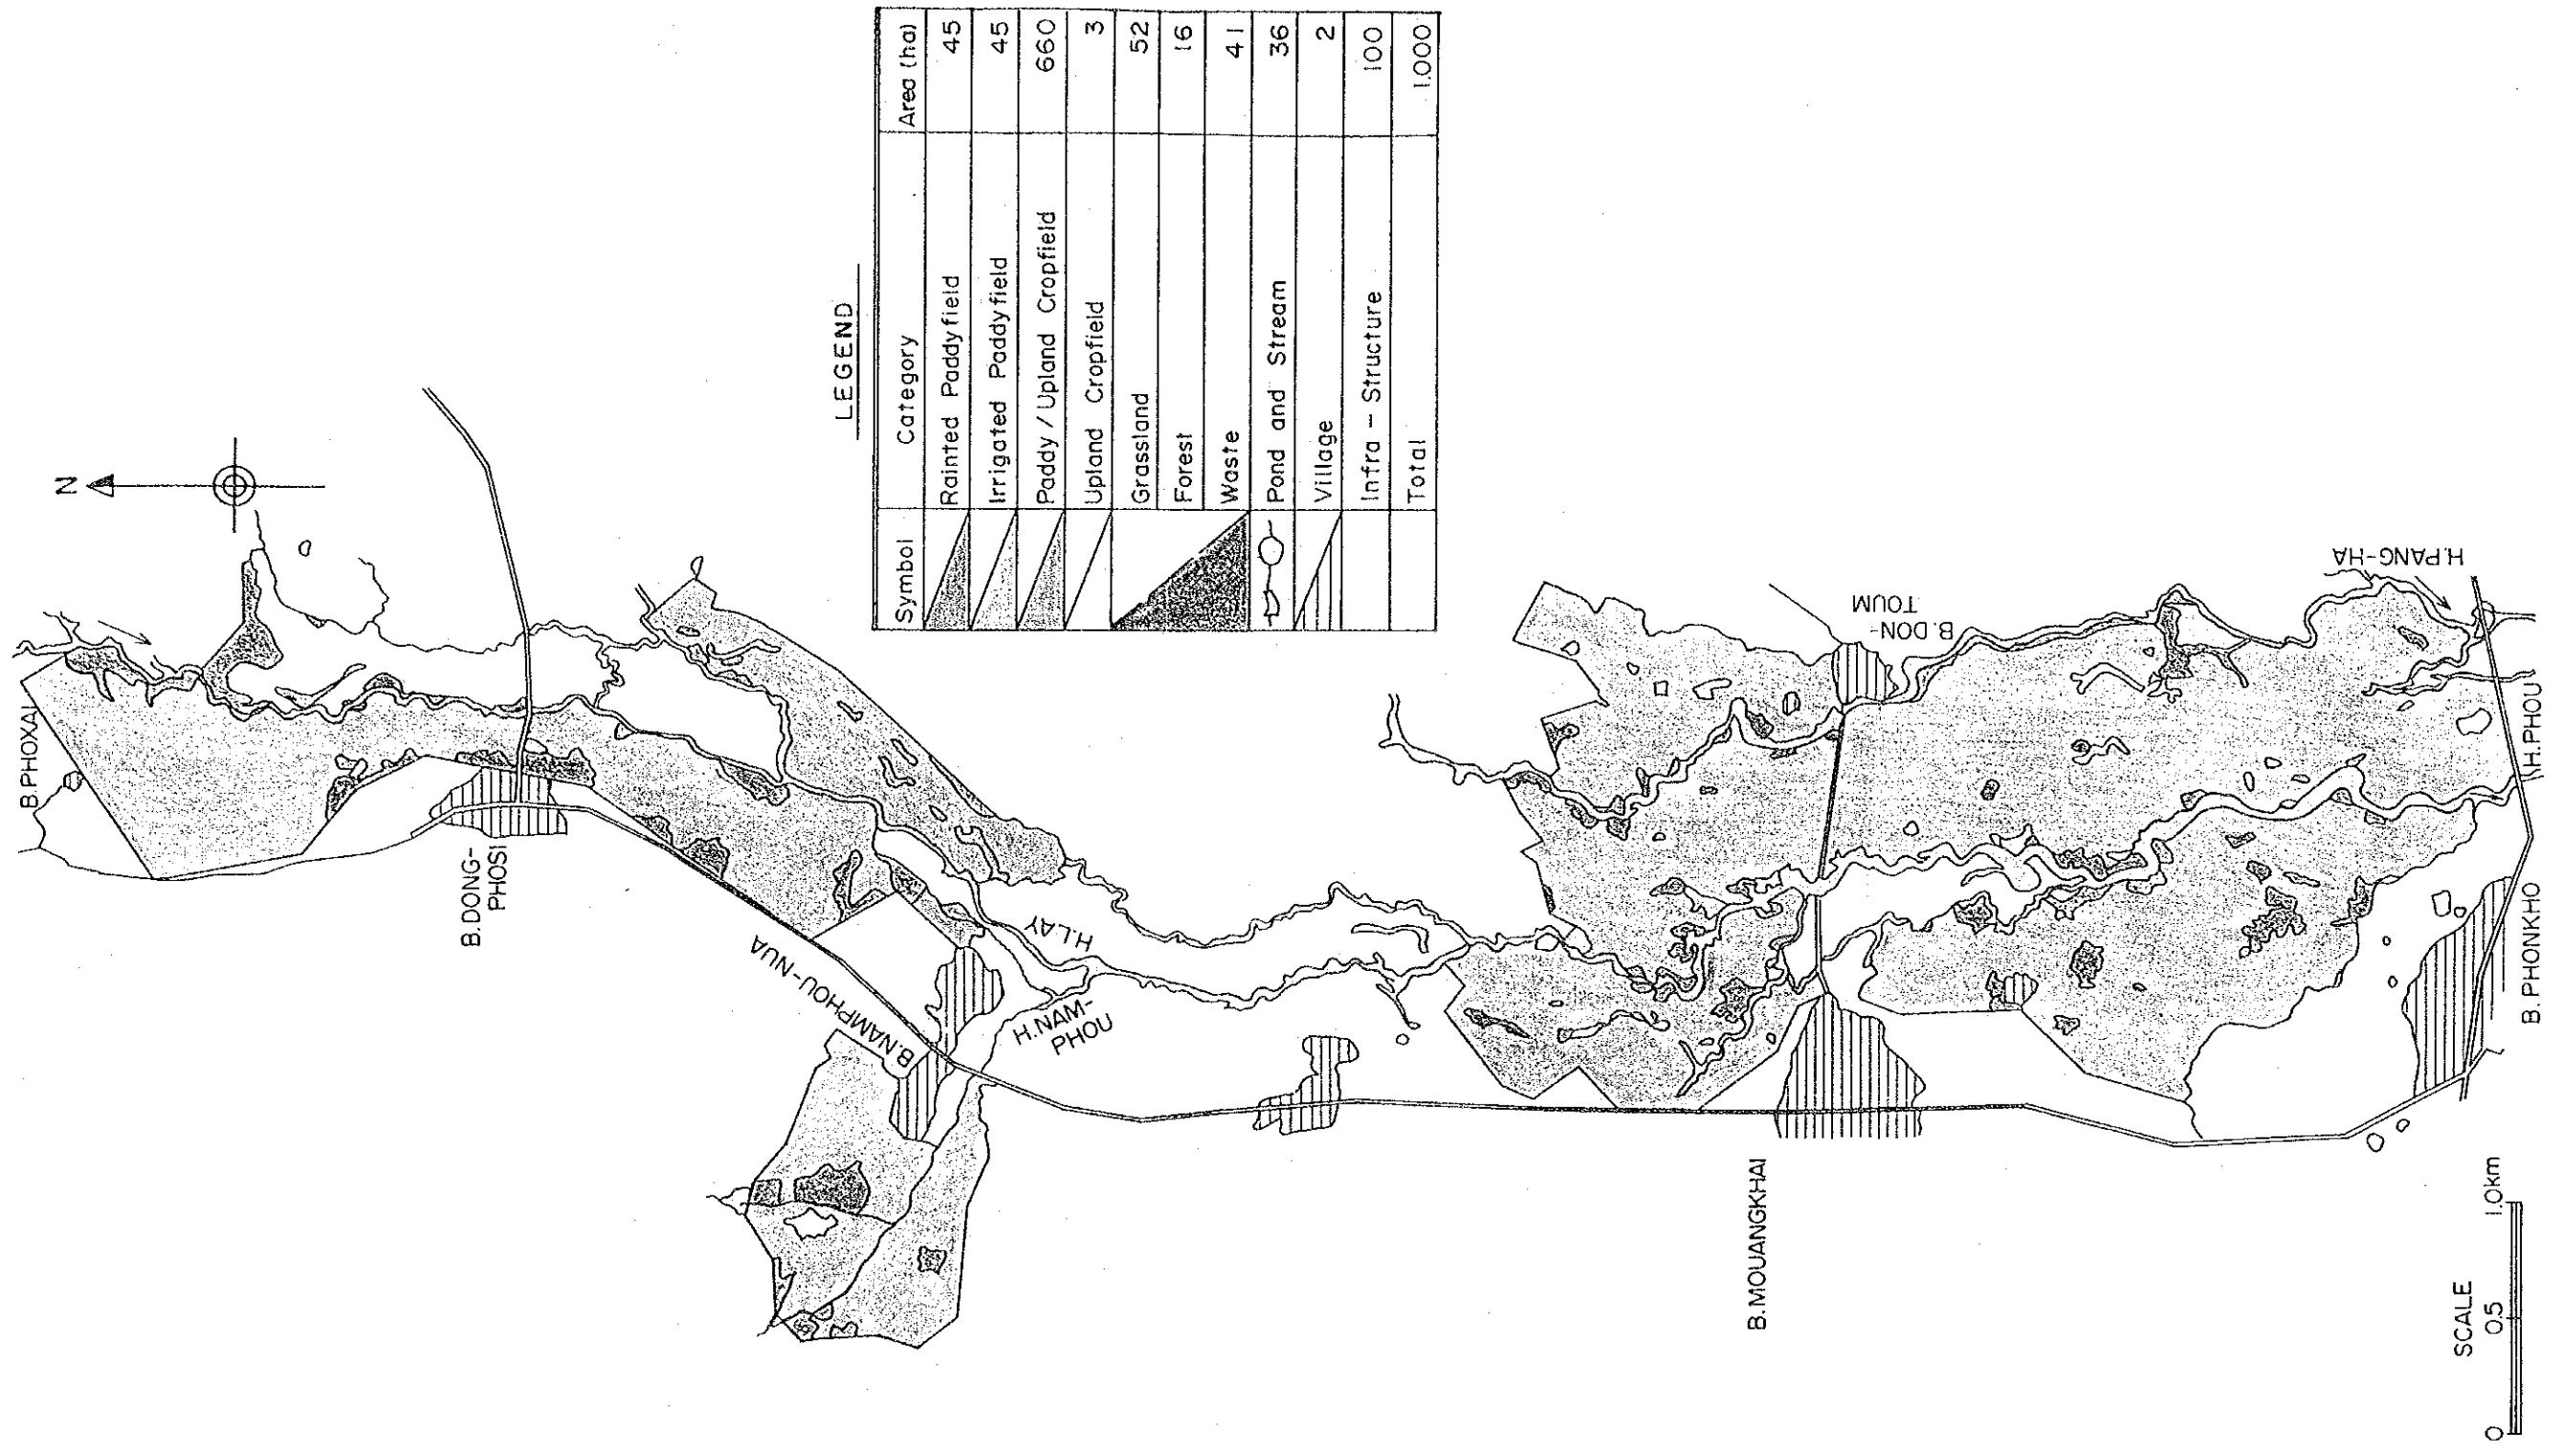 LEGEND
Symbol Category Area (ha)
Rainted Paddyfield 45
Irrigated Paddyfield 45
Paddy / Upland Cropfield 660
Upland Cropfield 3
Grassland 52
Forest 16
Waste 41
Pond and Stream 36
Village 2
Infra - Structure 100
Total 1.000
N
B.PHOXAI
B.DONG-
PHOSI
B.NAMPHOU-NUA
H.LAY
H.NAM-
PHOU
B.MOUANGKHAI
B.DON-
TOUM
H.PANG-HA
H.PHOU
B.PHONKHO
SCALE
0 0.5 1.0km